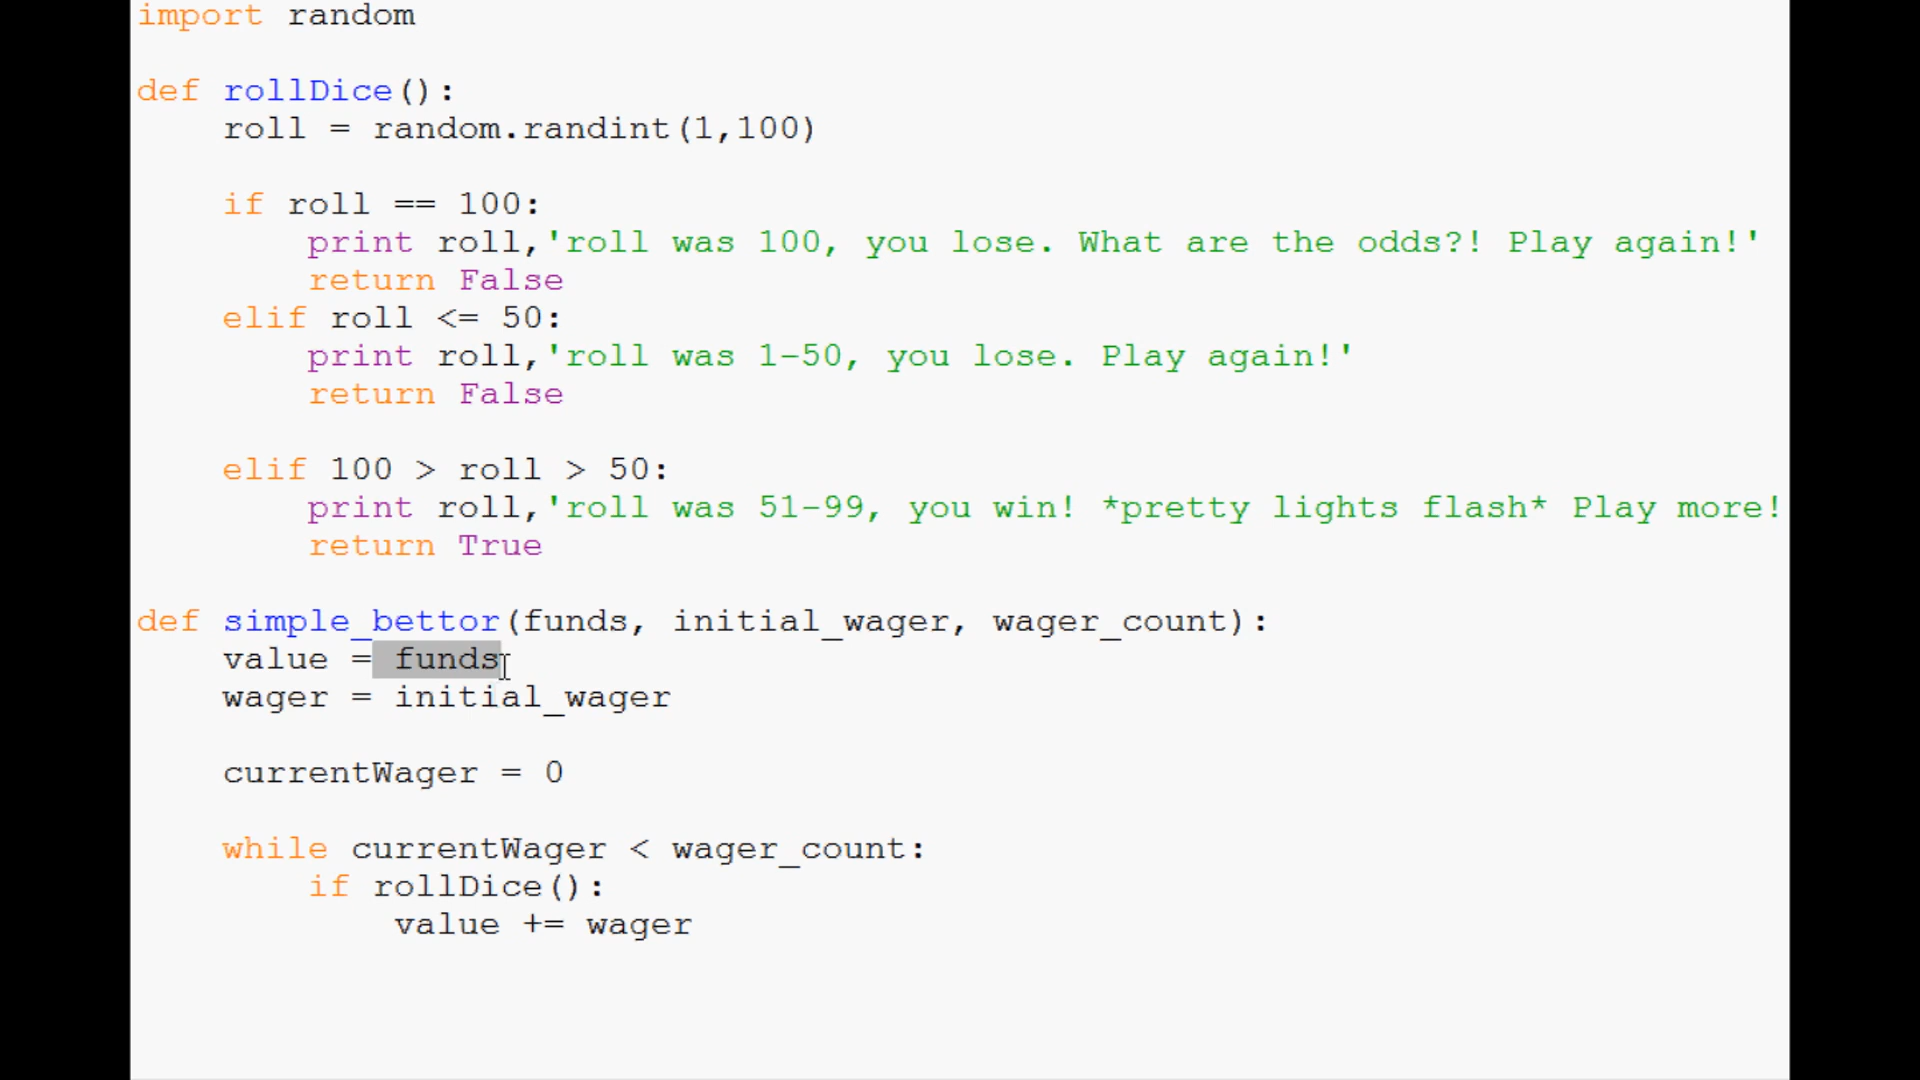 import random
def rollDice():
roll = random.randint(1,100)
if roll == 100:
print roll,'roll was 100, you lose. What are the odds?! Play again!'
return False
elif roll <= 50:
print roll,'roll was 1-50, you lose. Play again!'
return False
elif 100 > roll > 50:
print roll,'roll was 51-99, you win! *pretty lights flash* Play more!
return True
def simple_bettor(funds, initial_wager, wager_count):
value = funds
wager = initial_wager
currentWager = 0
while currentWager < wager_count:
if rollDice():
value += wager